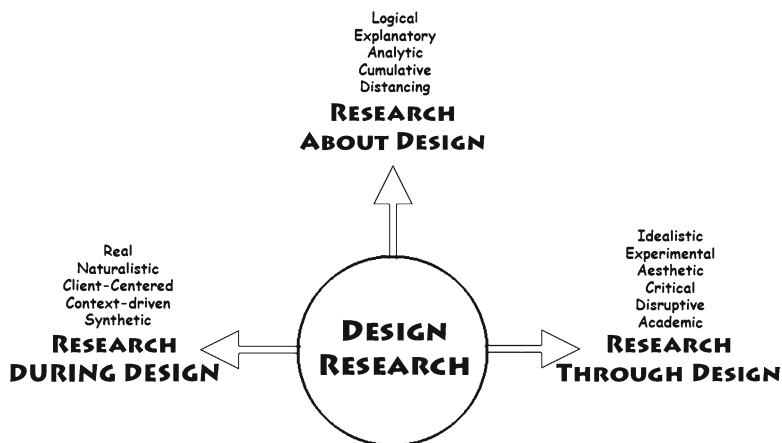 Logical
Explanatory
Analytic
Cumulative
Distancing
RESEARCH
ABOUT DESIGN
Real
Naturalistic
Client-Centered
Context-driven
Synthetic
RESEARCH
DURING DESIGN
DESIGN
RESEARCH
Idealistic
Experimental
Aesthetic
Critical
Disruptive
Academic
RESEARCH
THROUGH DESIGN